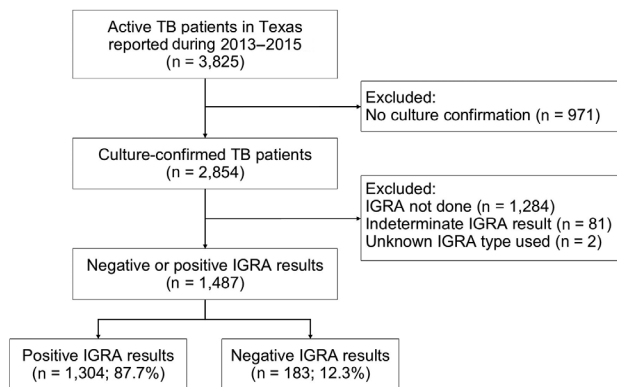 Active TB patients in Texas
reported during 2013–2015
(n = 3,825)
Excluded:
No culture confirmation (n = 971)
Culture-confirmed TB patients
(n = 2,854)
Excluded:
IGRA not done (n = 1,284)
Indeterminate IGRA result (n = 81)
Unknown IGRA type used (n = 2)
Negative or positive IGRA results
(n = 1,487)
Positive IGRA results
(n = 1,304; 87.7%)
Negative IGRA results
(n = 183; 12.3%)